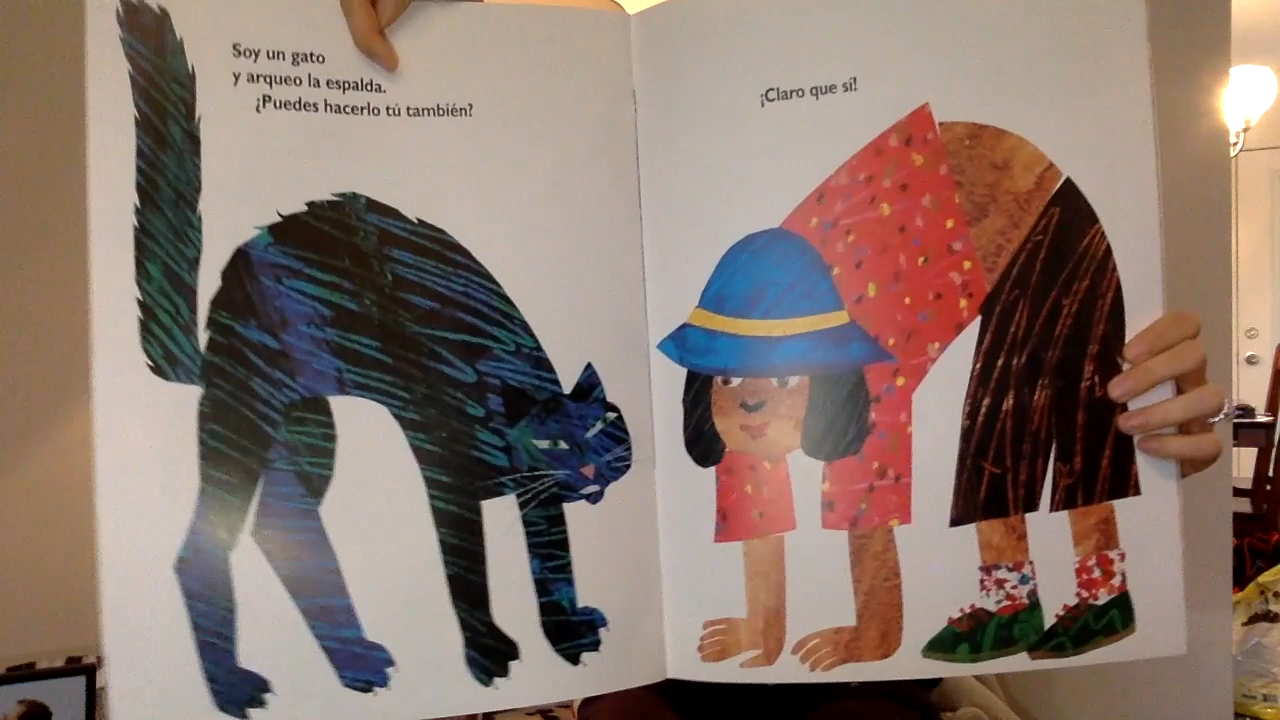 Soy un gato
y arqueo la espalda.
¿Puedes hacerlo tú también?
¡Claro que sí!